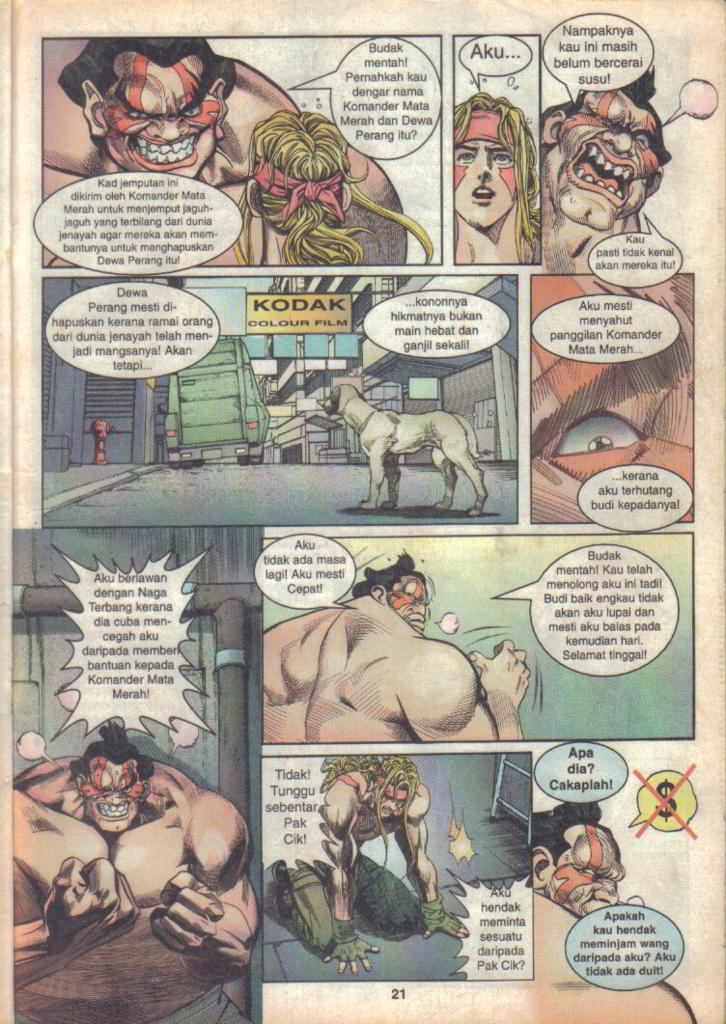 Budak
mentah!
Pernahkah kau
dengar nama
Komander Mata
Merah dan Dewa
Perang itu?
Kad jemputan ini
dikirim oleh Komander Mata
Merah untuk menjemput jaguh-
jaguh yang terbilang dari dunia
jenayah agar mereka akan mem-
bantunya untuk menghapuskan
Dewa Perang itu!
Aku...
Nampaknya
kau ini masih
belum bercerai
susu!
Kau
pasti tidak kenal
akan mereka itu!
Dewa
Perang mesti di-
hapuskan kerana ramai orang
dari dunia jenayah telah men-
jadi mangsanya! Akan
tetapi...
KODAK
COLOUR FILM
...kononnya
hikmatnya bukan
main hebat dan
ganjil sekali!
Aku mesti
menyahut
panggilan Komander
Mata Merah...
...kerana
aku terhutang
budi kepadanya!
Aku berlawan
dengan Naga
Terbang kerana
dia cuba men-
cegah aku
daripada memberi
bantuan kepada
Komander Mata
Merah!
Aku
tidak ada masa
lagi! Aku mesti
Cepat!
Budak
mentah! Kau telah
menolong aku ini tadi!
Budi baik engkau tidak
akan aku lupai dan
mesti aku balas pada
kemudian hari.
Selamat tinggal!
Tidak!
Tunggu
sebentar
Pak
Cik!
Aku
hendak
meminta
sesuatu
daripada
Pak Cik?
Apa
dia?
Cakaplah!
$
Apakah
kau hendak
meminjam wang
daripada aku? Aku
tidak ada duit!
21